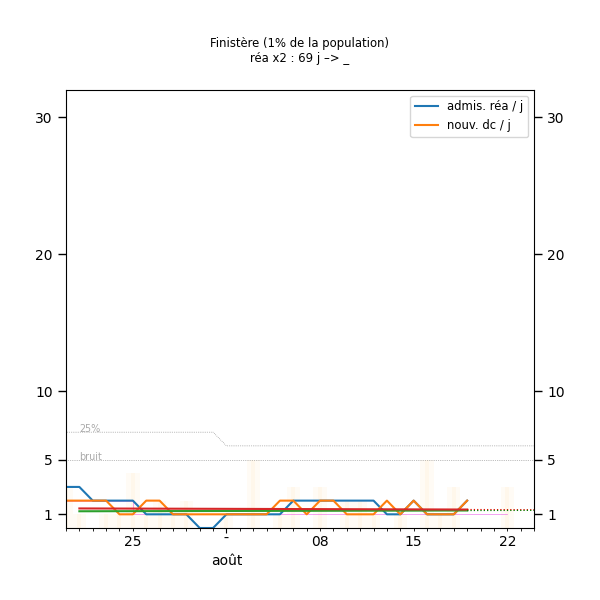 Finistère (1% de la population)
réa x2 : 69 j –> _
admis. réa / j
nouv. dc / j
30
30
20
20
10
10
25%
5
bruit
5
1
1
25
-
08
15
22
août